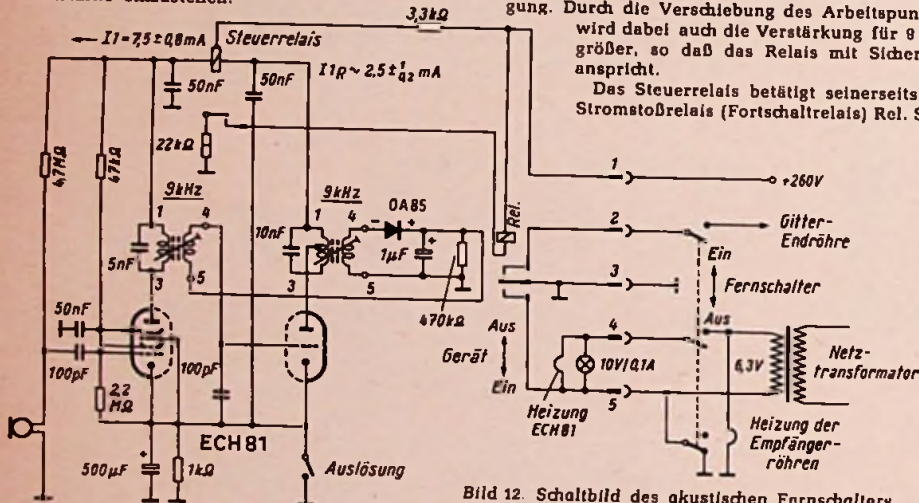 gung. Durch die Verschiebung des Arbeitspun
wird dabei auch die Verstärkung für 9
größer, so daß das Relais mit Sicher
anspricht.
Das Steuerrelais betätigt seinerseits
Stromstoßrelais (Fortschaltrelais) Rel. S
3,3kΩ
I1=7,5±0,8mA
Steuerrelais
50nF
50nF
I1R~2,5±1 0,2 mA
22kΩ
4,7MΩ
47kΩ
9kHz
1
4
5nF
3
5
9kHz
1
4
10nF
3
5
OA85
- +
+
1µF
470kΩ
Rel.
1
+260V
2
Gitter-
Endröhre
Ein
3
Fernschalter
Aus
4
Aus
Gerät
Ein
10V/0,1A
5
Heizung
ECH81
6,3V
Netz-
transformator
Heizung der
Empfänger-
röhren
50nF
100pF
2,2
MΩ
100pF
ECH81
+
500µF
1kΩ
Auslösung
Bild 12. Schaltbild des akustischen Fernschalters